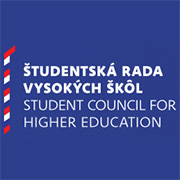 ŠTUDENTSKÁ RADA
VYSOKÝCH ŠKÔL
STUDENT COUNCIL FOR
HIGHER EDUCATION